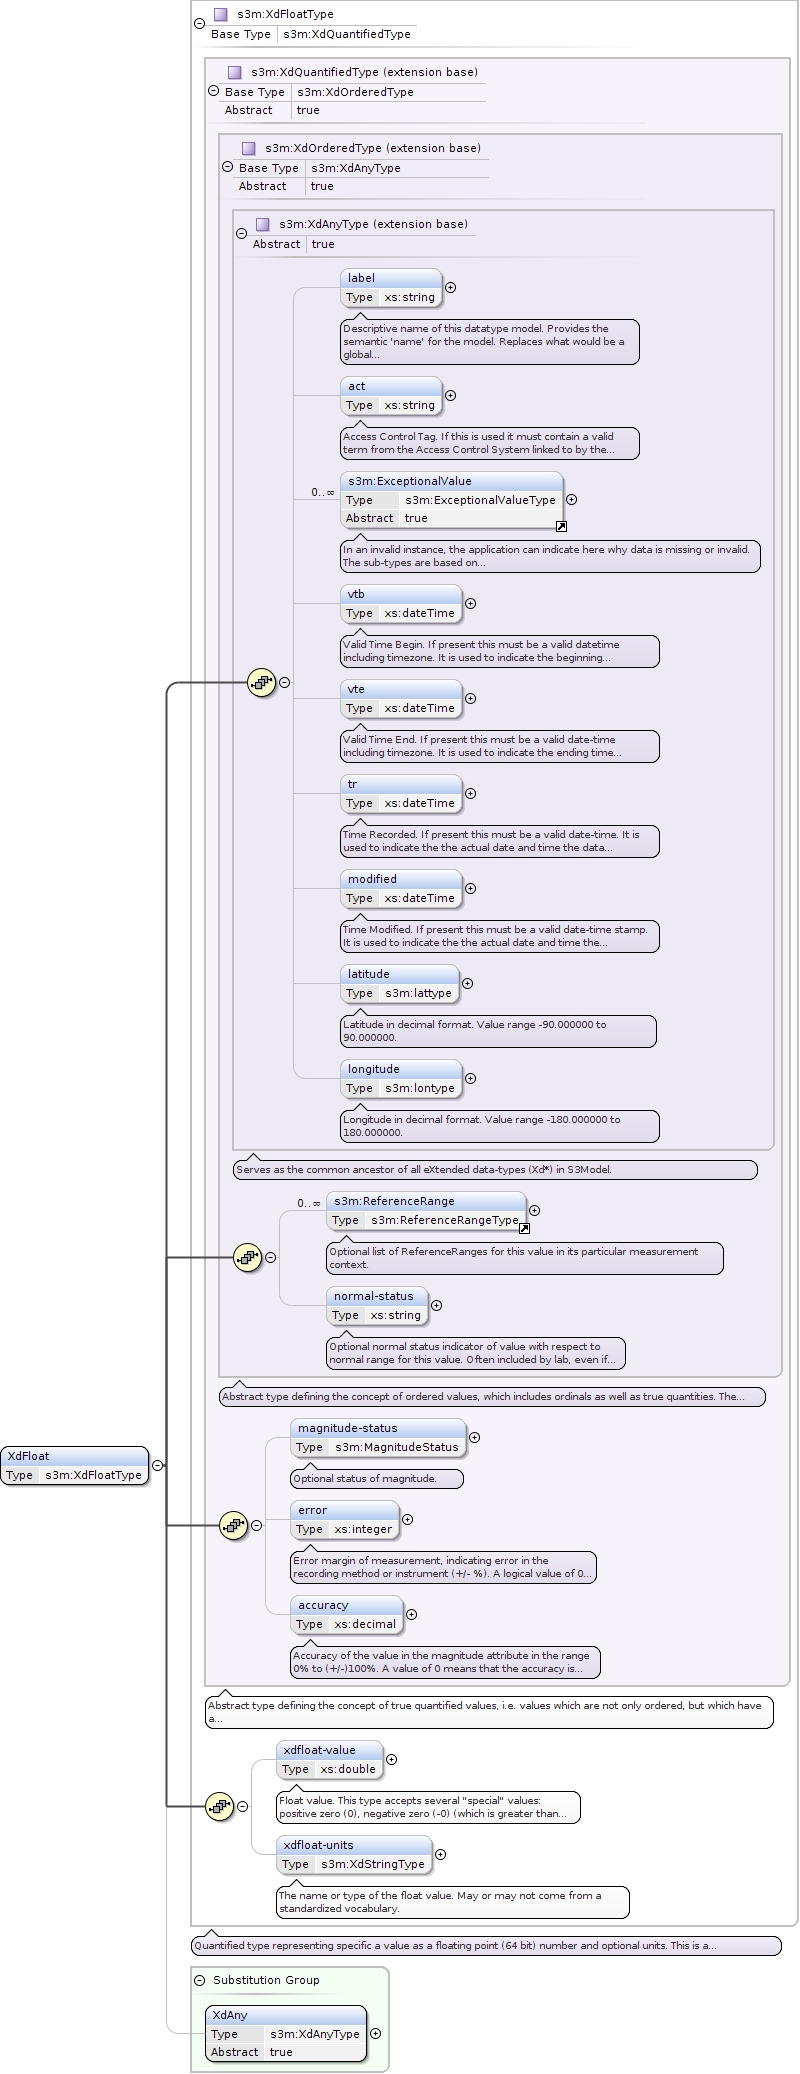 s3m:XdFloatType
Base Type s3m:XdQuantifiedType
s3m:XdQuantifiedType (extension base)
Base Type s3m:XdOrderedType
Abstract true
s3m:XdOrderedType (extension base)
Base Type s3m:XdAnyType
Abstract true
s3m:XdAnyType (extension base)
Abstract true
label
Type xs:string
Descriptive name of this datatype model. Provides the
semantic 'name' for the model. Replaces what would be a
global...
act
Type xs:string
Access Control Tag. If this is used it must contain a valid
term from the Access Control System linked to by the...
0..∞
s3m:ExceptionalValue
Type s3m:ExceptionalValueType
Abstract true
In an invalid instance, the application can indicate here why data is missing or invalid.
The sub-types are based on...
vtb
Type xs:dateTime
Valid Time Begin. If present this must be a valid datetime
including timezone. It is used to indicate the beginning...
vte
Type xs:dateTime
Valid Time End. If present this must be a valid date-time
including timezone. It is used to indicate the ending time...
tr
Type xs:dateTime
Time Recorded. If present this must be a valid date-time. It is
used to indicate the the actual date and time the data...
modified
Type xs:dateTime
Time Modified. If present this must be a valid date-time stamp.
It is used to indicate the the actual date and time the...
latitude
Type s3m:lattype
Latitude in decimal format. Value range -90.000000 to
90.000000.
longitude
Type s3m:lontype
Longitude in decimal format. Value range -180.000000 to
180.000000.
Serves as the common ancestor of all eXtended data-types (Xd*) in S3Model.
0..∞
s3m:ReferenceRange
Type s3m:ReferenceRangeType
Optional list of ReferenceRanges for this value in its particular measurement
context.
normal-status
Type xs:string
Optional normal status indicator of value with respect to
normal range for this value. Often included by lab, even if...
Abstract type defining the concept of ordered values, which includes ordinals as well as true quantities. The...
magnitude-status
Type s3m:MagnitudeStatus
Optional status of magnitude.
XdFloat
Type s3m:XdFloatType
error
Type xs:integer
Error margin of measurement, indicating error in the
recording method or instrument (+/- %). A logical value of 0...
accuracy
Type xs:decimal
Accuracy of the value in the magnitude attribute in the range
0% to (+/-)100%. A value of 0 means that the accuracy is...
Abstract type defining the concept of true quantified values, i.e. values which are not only ordered, but which have
a...
xdfloat-value
Type xs:double
Float value. This type accepts several "special" values:
positive zero (0), negative zero (-0) (which is greater than...
xdfloat-units
Type s3m:XdStringType
The name or type of the float value. May or may not come from a
standardized vocabulary.
Quantified type representing specific a value as a floating point (64 bit) number and optional units. This is a...
Substitution Group
XdAny
Type s3m:XdAnyType
Abstract true